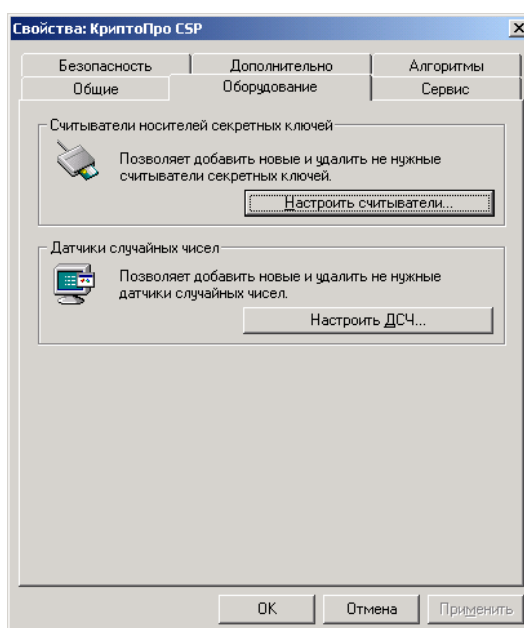 Свойства: КриптоПро CSP
Безопасность Дополнительно Алгоритмы
Общие Оборудование Сервис
Считыватели носителей секретных ключей
Позволяет добавить новые и удалить не нужные
считыватели секретных ключей.
Настроить считыватели...
Датчики случайных чисел
Позволяет добавить новые и удалить не нужные
датчики случайных чисел.
Настроить ДСЧ...
OK Отмена Применить